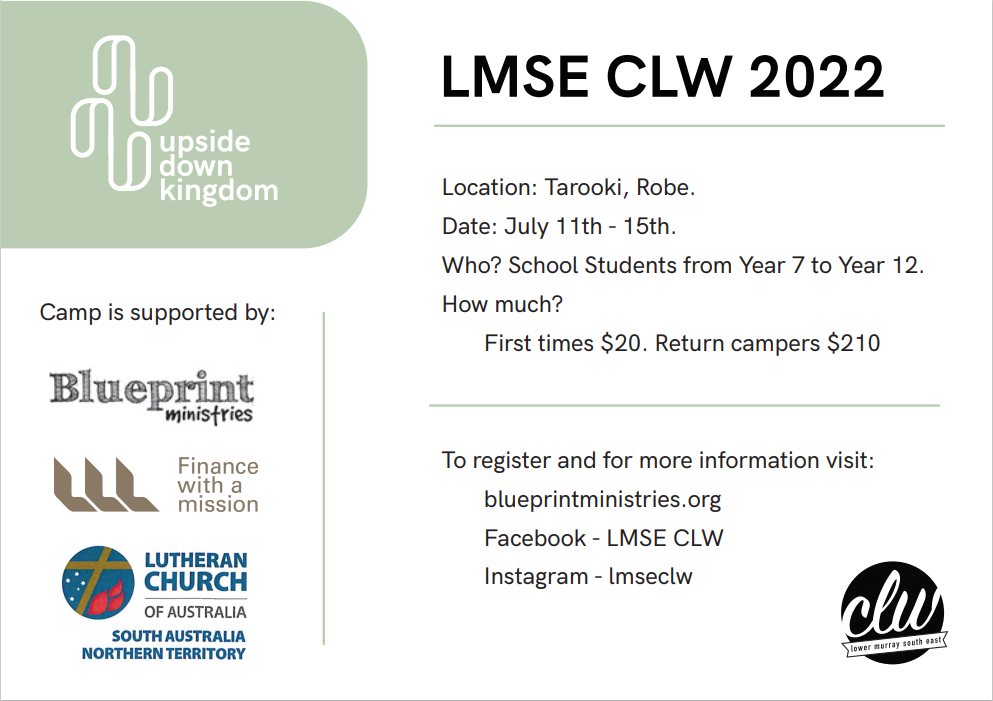 upside
down
kingdom
LMSE CLW 2022
Location: Tarooki, Robe.
Date: July 11th - 15th.
Who? School Students from Year 7 to Year 12.
How much?
First times $20. Return campers $210
Camp is supported by:
Blueprint
ministries
Finance
with a
mission
LUTHERAN
CHURCH
OF AUSTRALIA
SOUTH AUSTRALIA
NORTHERN TERRITORY
To register and for more information visit:
blueprintministries.org
Facebook - LMSE CLW
Instagram - lmseclw
clw
lower murray south east